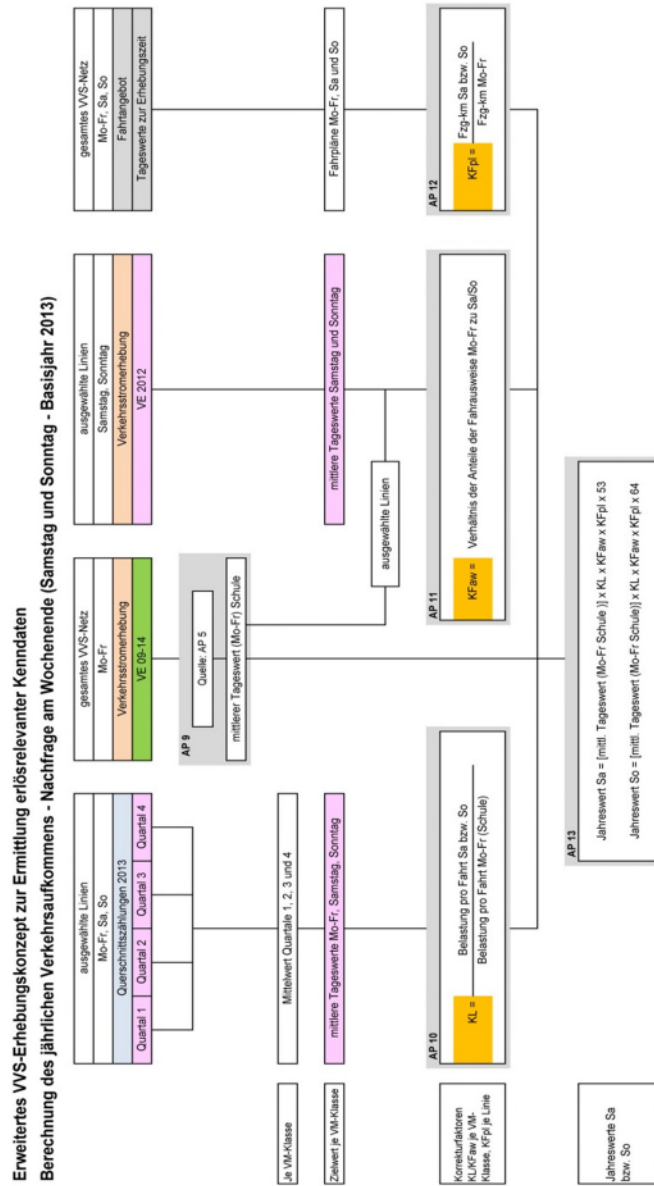 Erweitertes VVS-Erhebungskonzept zur Ermittlung erlösrelevanter Kenndaten
Berechnung des jährlichen Verkehrsaufkommens - Nachfrage am Wochenende (Samstag und Sonntag - Basisjahr 2013)
ausgewählte Linien
Mo-Fr, Sa, So
Querschnittszählungen 2013
Quartal 1
Quartal 2
Quartal 3
Quartal 4
gesamtes VVS-Netz
Mo-Fr
Verkehrsstromerhebung
VE 09-14
ausgewählte Linien
Samstag, Sonntag
Verkehrsstromerhebung
VE 2012
gesamtes VVS-Netz
Mo-Fr, Sa, So
Fahrtangebot
Tageswerte zur Erhebungszeit
AP 9
Quelle: AP 5
mittlerer Tageswert (Mo-Fr) Schule
Je VM-Klasse
Mittelwert Quartale 1, 2, 3 und 4
Zielwert je VM-Klasse
mittlere Tageswerte Mo-Fr, Samstag, Sonntag
mittlere Tageswerte Samstag und Sonntag
Fahrpläne Mo-Fr, Sa und So
ausgewählte Linien
Korrekturfaktoren
KL/KFaw je VM-
Klasse, KFpl je Linie
AP 10
KL =
Belastung pro Fahrt Sa bzw. So
Belastung pro Fahrt Mo-Fr (Schule)
AP 11
KFaw =
Verhältnis der Anteile der Fahrausweise Mo-Fr zu Sa/So
AP 12
KFpl =
Fzg-km Sa bzw. So
Fzg-km Mo-Fr
Jahreswerte Sa
bzw. So
AP 13
Jahreswert Sa = [mittl. Tageswert (Mo-Fr Schule )] x KL x KFaw x KFpl x 53
Jahreswert So = [mittl. Tageswert (Mo-Fr Schule)] x KL x KFaw x KFpl x 64